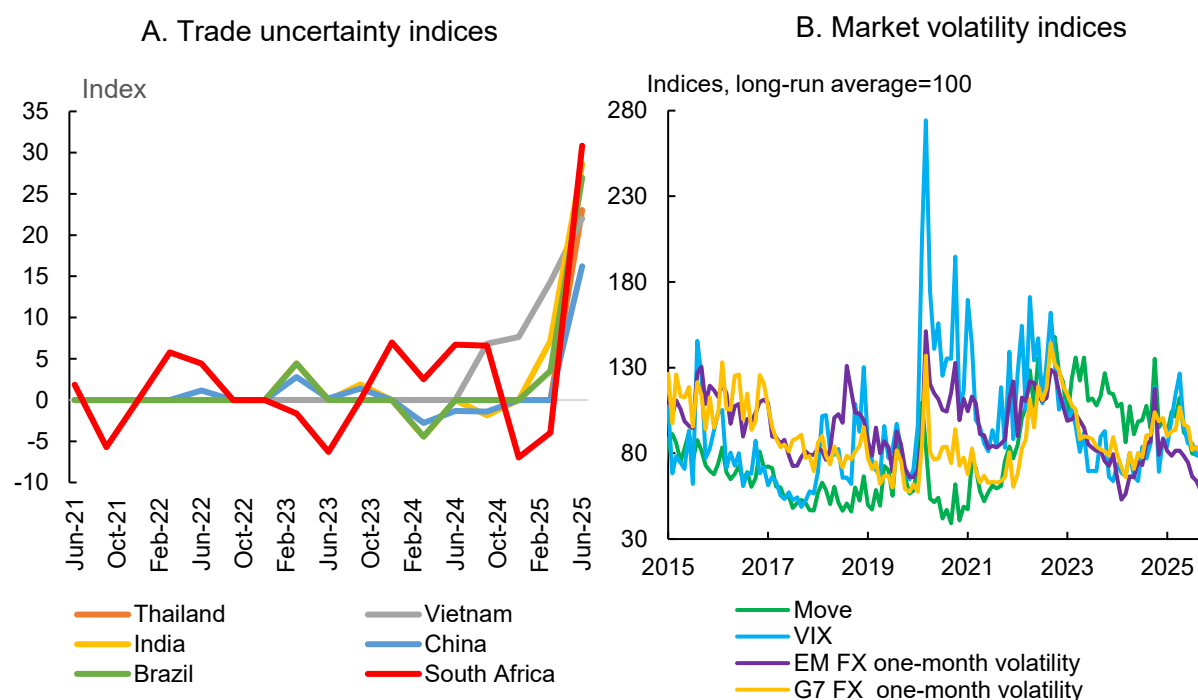 A. Trade uncertainty indices
Index
35
30
25
20
15
10
5
0
-5
-10
Jun-21
Oct-21
Feb-22
Jun-22
Oct-22
Feb-23
Jun-23
Oct-23
Feb-24
Jun-24
Oct-24
Feb-25
Jun-25
Thailand
Vietnam
India
China
Brazil
South Africa
B. Market volatility indices
Indices, long-run average=100
280
230
180
130
80
30
2015
2017
2019
2021
2023
2025
Move
VIX
EM FX one-month volatility
G7 FX  one-month volatility